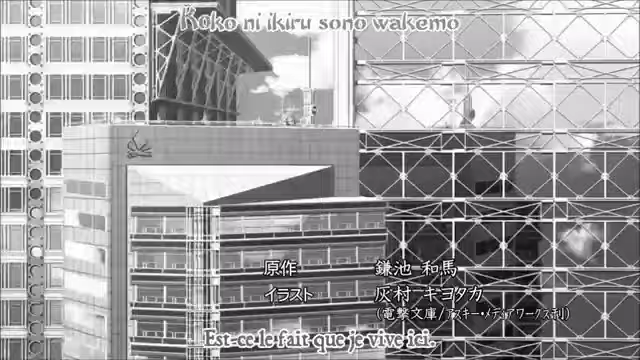 Koko ni ikiru sono wakemo
原作 鎌池 和馬
イラスト 灰村 キヨタカ
(電撃文庫/アスキー・メディアワークス刊)
Est-ce le fait que je vive ici.